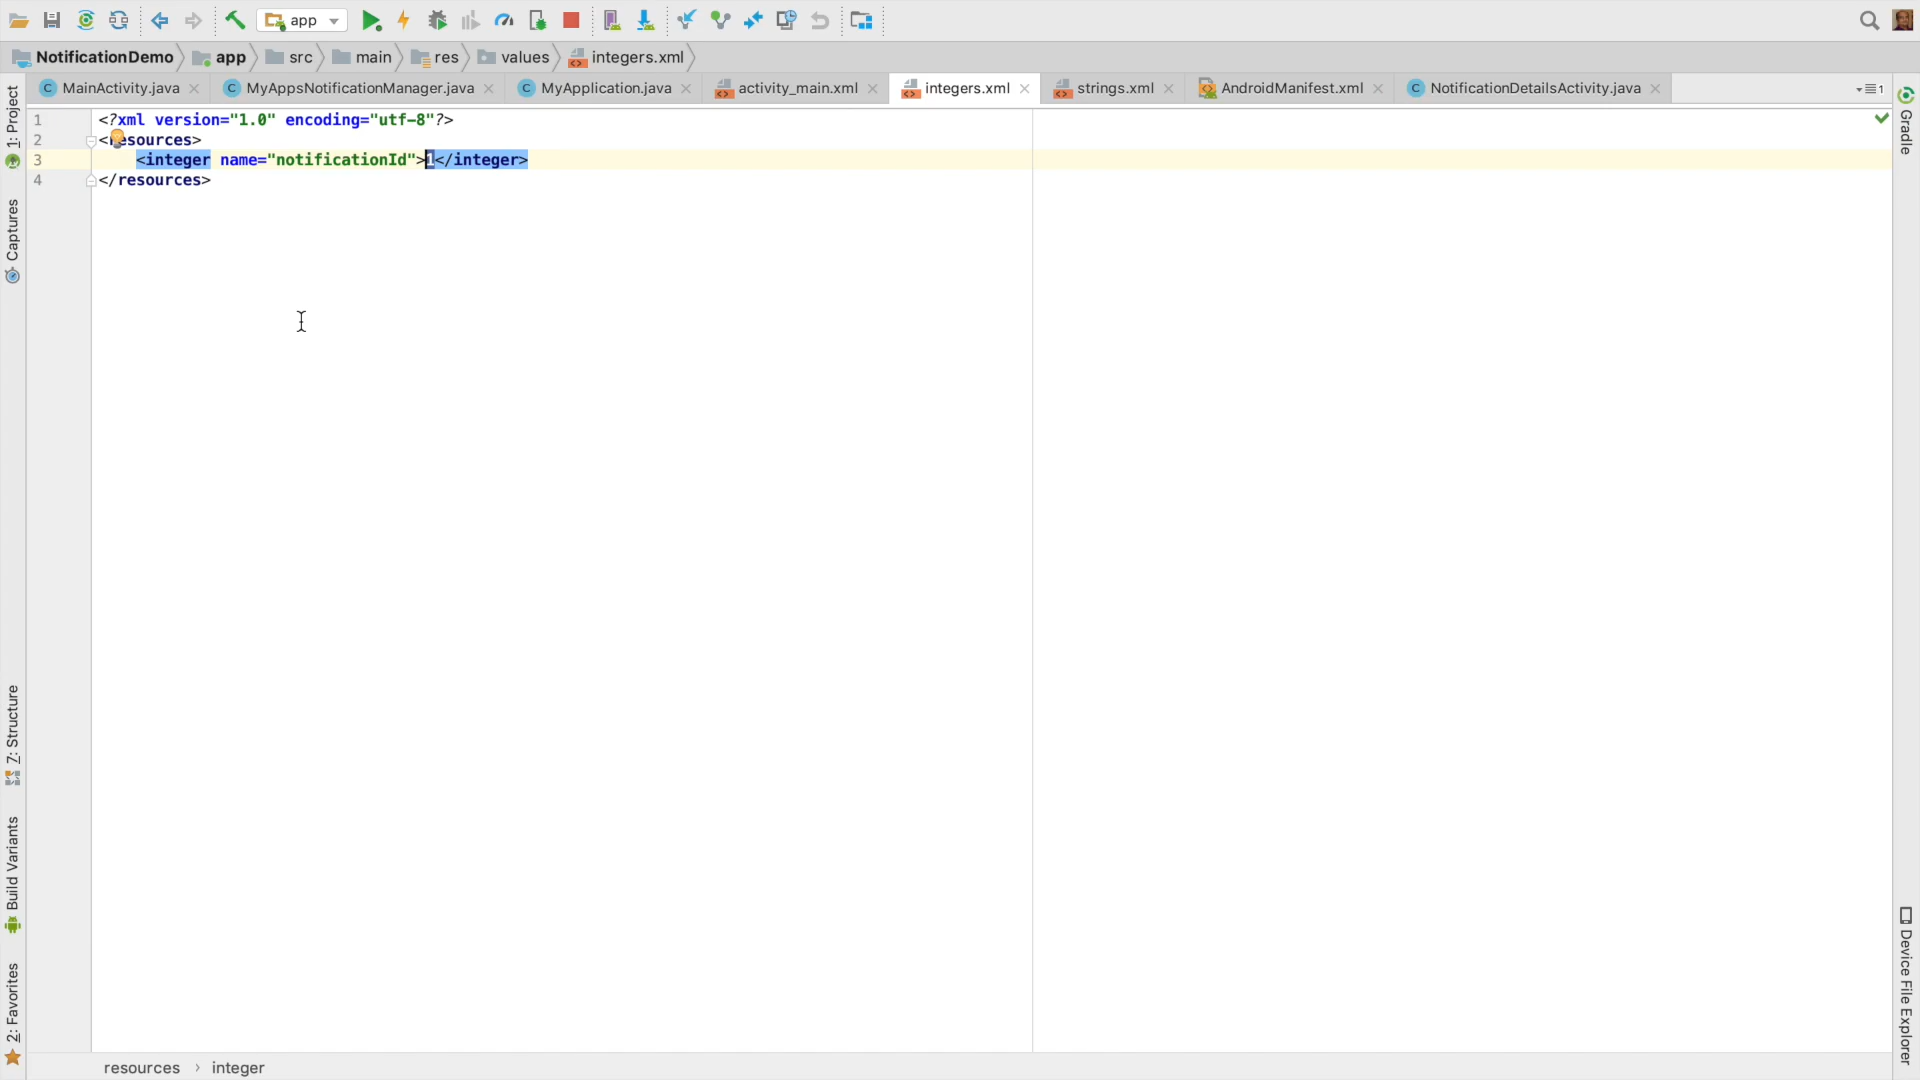 app
NotificationDemo app src main res values integers.xml
MainActivity.java MyAppsNotificationManager.java MyApplication.java activity_main.xml integers.xml strings.xml AndroidManifest.xml NotificationDetailsActivity.java 1
1 <?xml version="1.0" encoding="utf-8"?>
2 <resources>
3 <integer name="notificationId">1</integer>
4 </resources>
1: Project
Captures
7: Structure
Build Variants
2: Favorites
Gradle
Device File Explorer
resources › integer